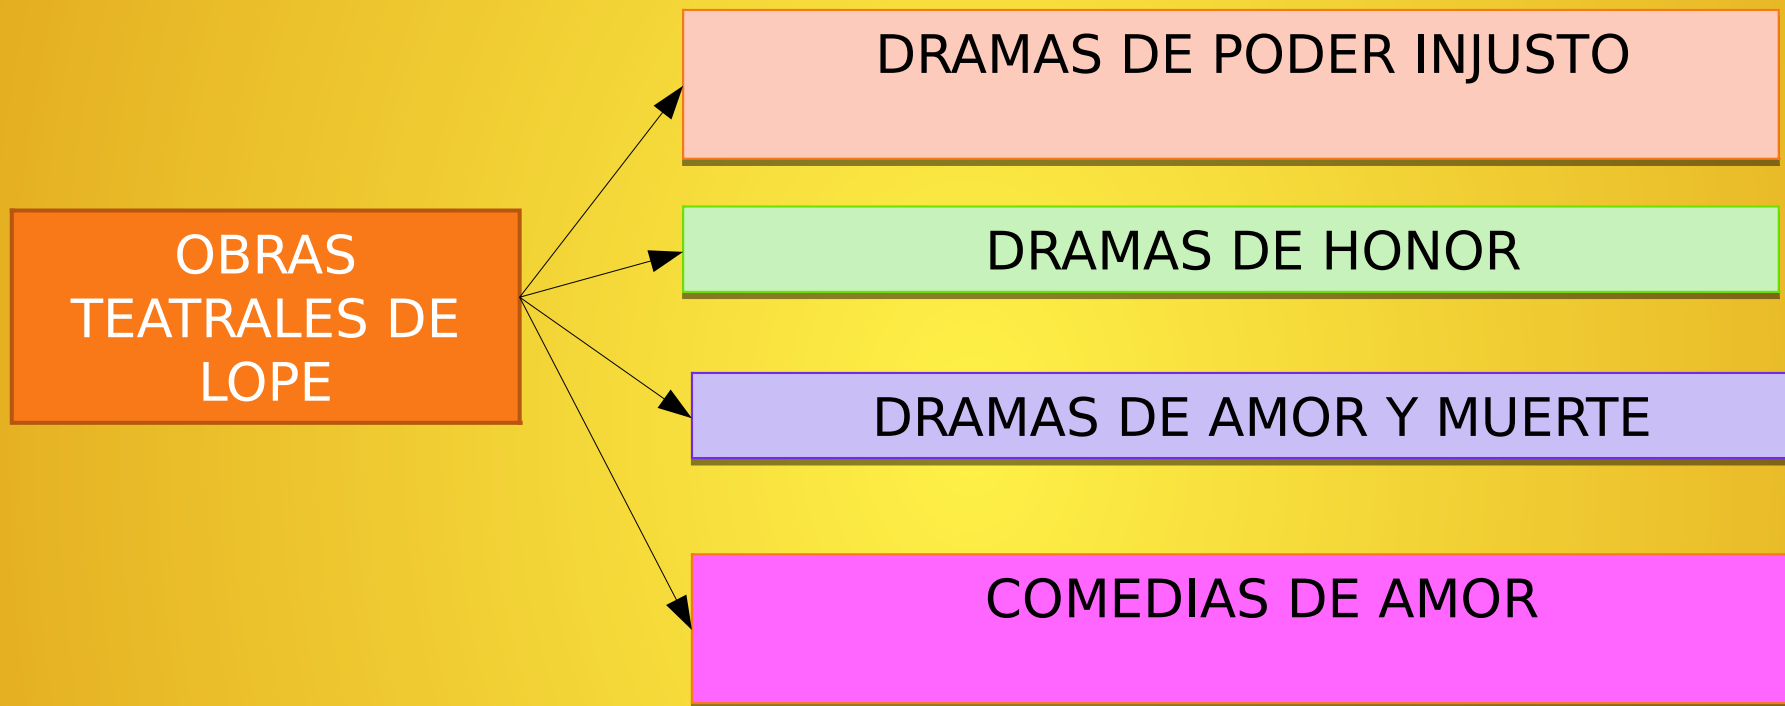 OBRAS
TEATRALES DE
LOPE
DRAMAS DE PODER INJUSTO
DRAMAS DE HONOR
DRAMAS DE AMOR Y MUERTE
COMEDIAS DE AMOR